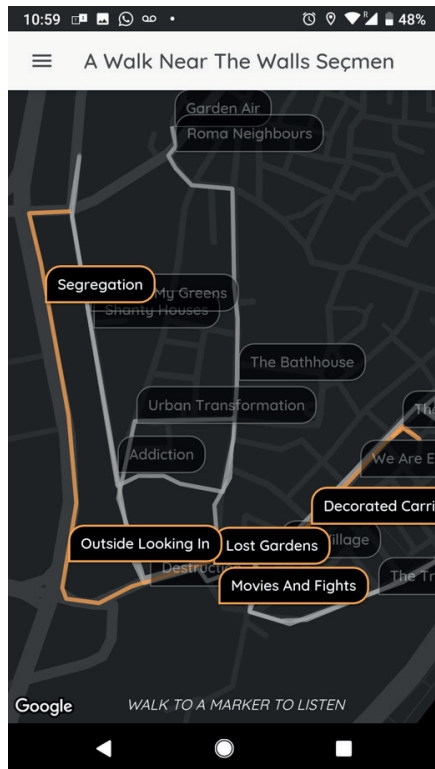 10:59
R
48%
A Walk Near The Walls Seçmen
Garden Air
Roma Neighbours
Segregation
My Greens
Shanty Houses
The Bathhouse
Urban Transformation
Addiction
We Are E
Decorated Carri
Outside Looking In
Lost Gardens
Village
Destruction
Movies And Fights
The Tr
Google
WALK TO A MARKER TO LISTEN